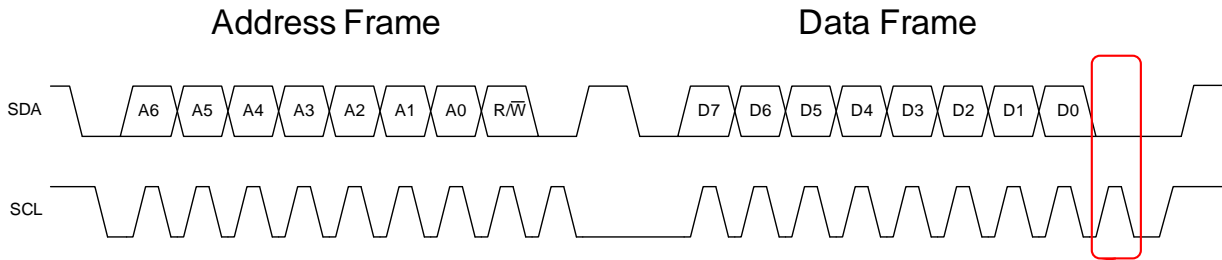 Address Frame Data Frame
SDA A6 A5 A4 A3 A2 A1 A0 R/W̅ D7 D6 D5 D4 D3 D2 D1 D0
SCL